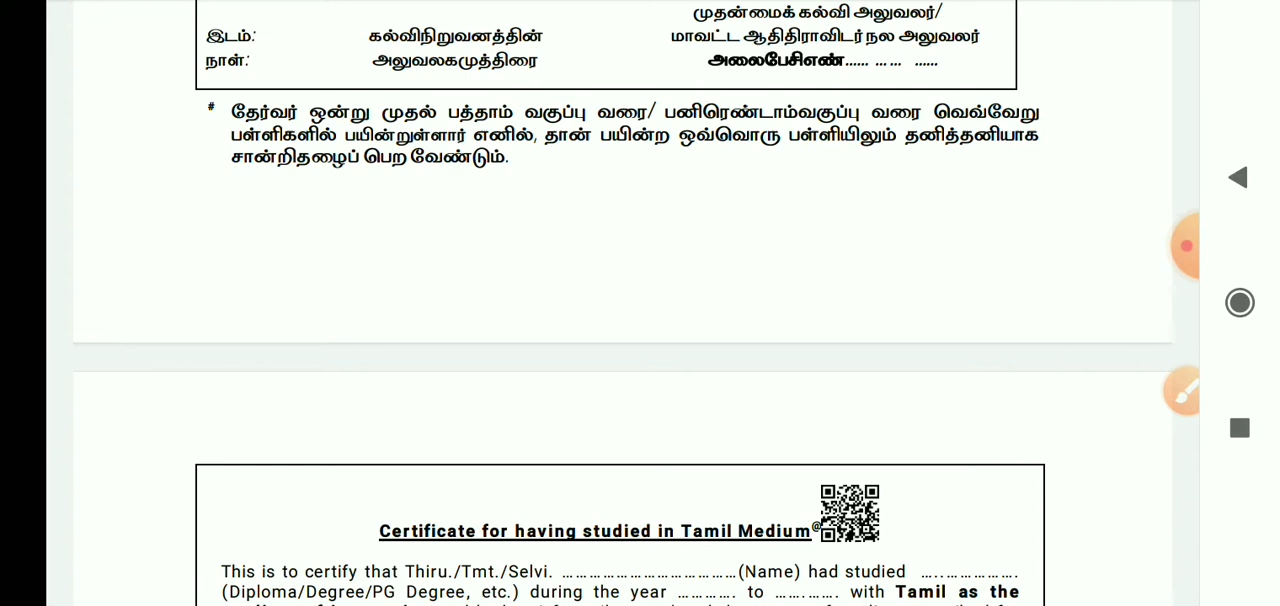 முதன்மைக் கல்வி அலுவலர்/
இடம்: கல்விநிறுவனத்தின் மாவட்ட ஆதிதிராவிடர் நல அலுவலர்
நாள்: அலுவலகமுத்திரை அலைபேசிஎண்...... ... ... ......
# தேர்வர் ஒன்று முதல் பத்தாம் வகுப்பு வரை/ பனிரெண்டாம்வகுப்பு வரை வெவ்வேறு
பள்ளிகளில் பயின்றுள்ளார் எனில், தான் பயின்ற ஒவ்வொரு பள்ளியிலும் தனித்தனியாக
சான்றிதழைப் பெற வேண்டும்.
Certificate for having studied in Tamil Medium@
This is to certify that Thiru./Tmt./Selvi. ……………………………(Name) had studied …..………….
(Diploma/Degree/PG Degree, etc.) during the year ………… to …………. with Tamil as the